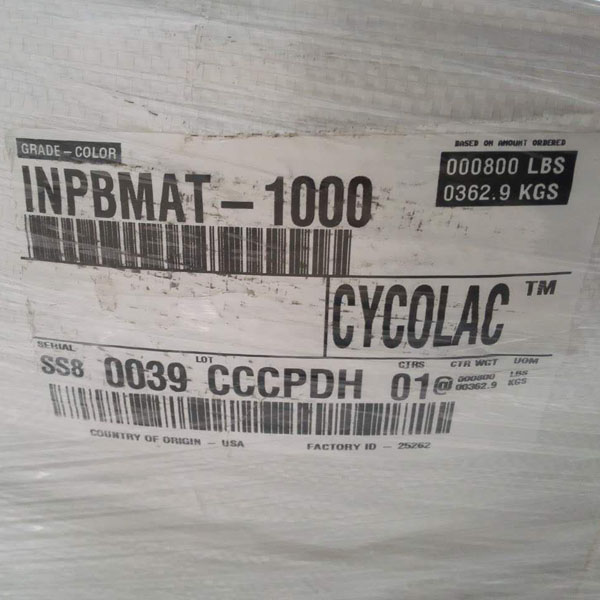 GRADE - COLOR
BASED ON AMOUNT ORDERED
INPBMAT - 1000
000800 LBS
0362.9 KGS
CYCOLAC ™
SERIAL LOT CTRS CTR WGT UOM
SS8 0039 CCCPDH 01@ 000800 LBS
00362.9 KGS
COUNTRY OF ORIGIN - USA FACTORY ID - 25262